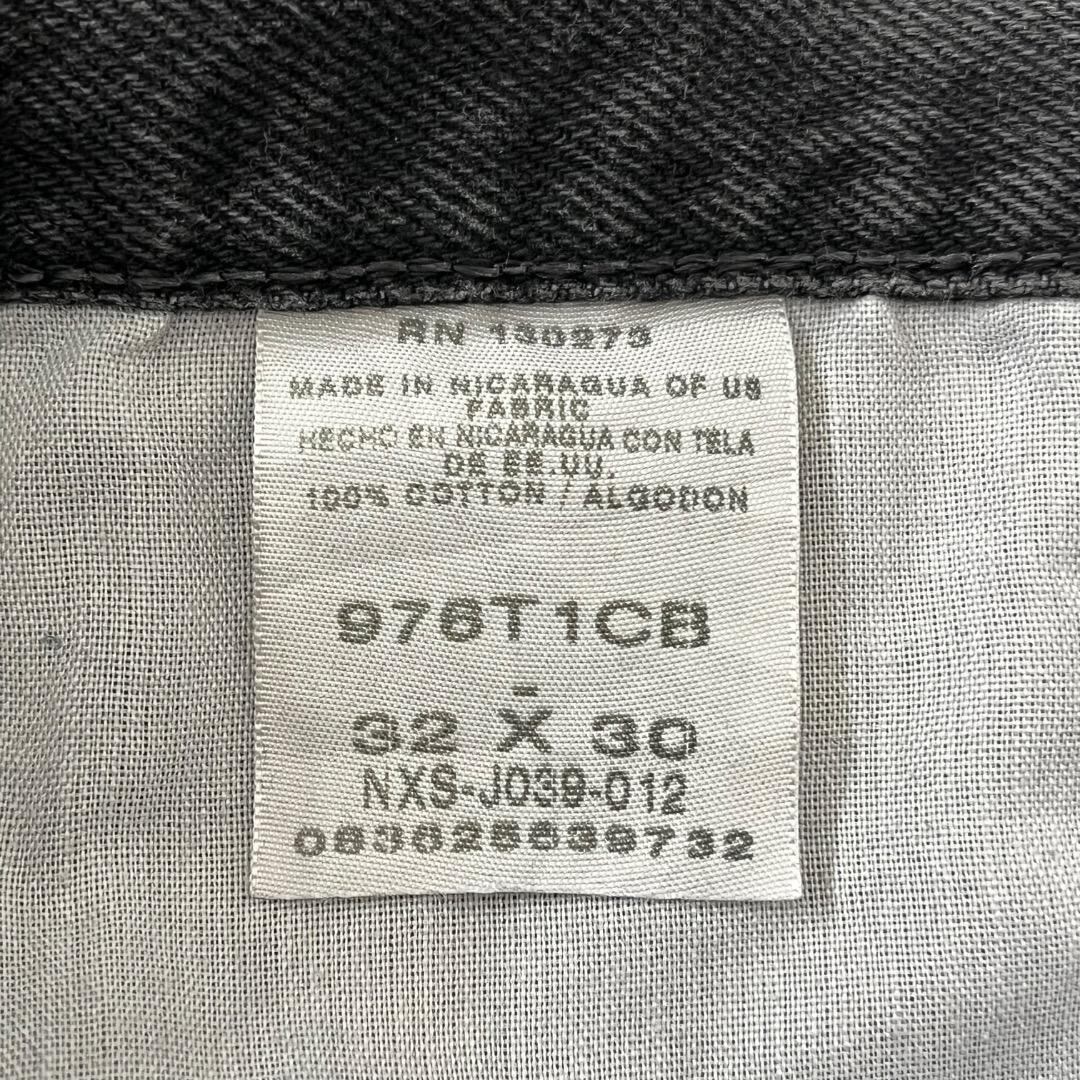 RN 130273
MADE IN NICARAGUA OF US
FABRIC
HECHO EN NICARAGUA CON TELA
DE EE.UU.
100% COTTON / ALGODON
976T1CB
-
32 X 30
NXS-J039-012
083625639732